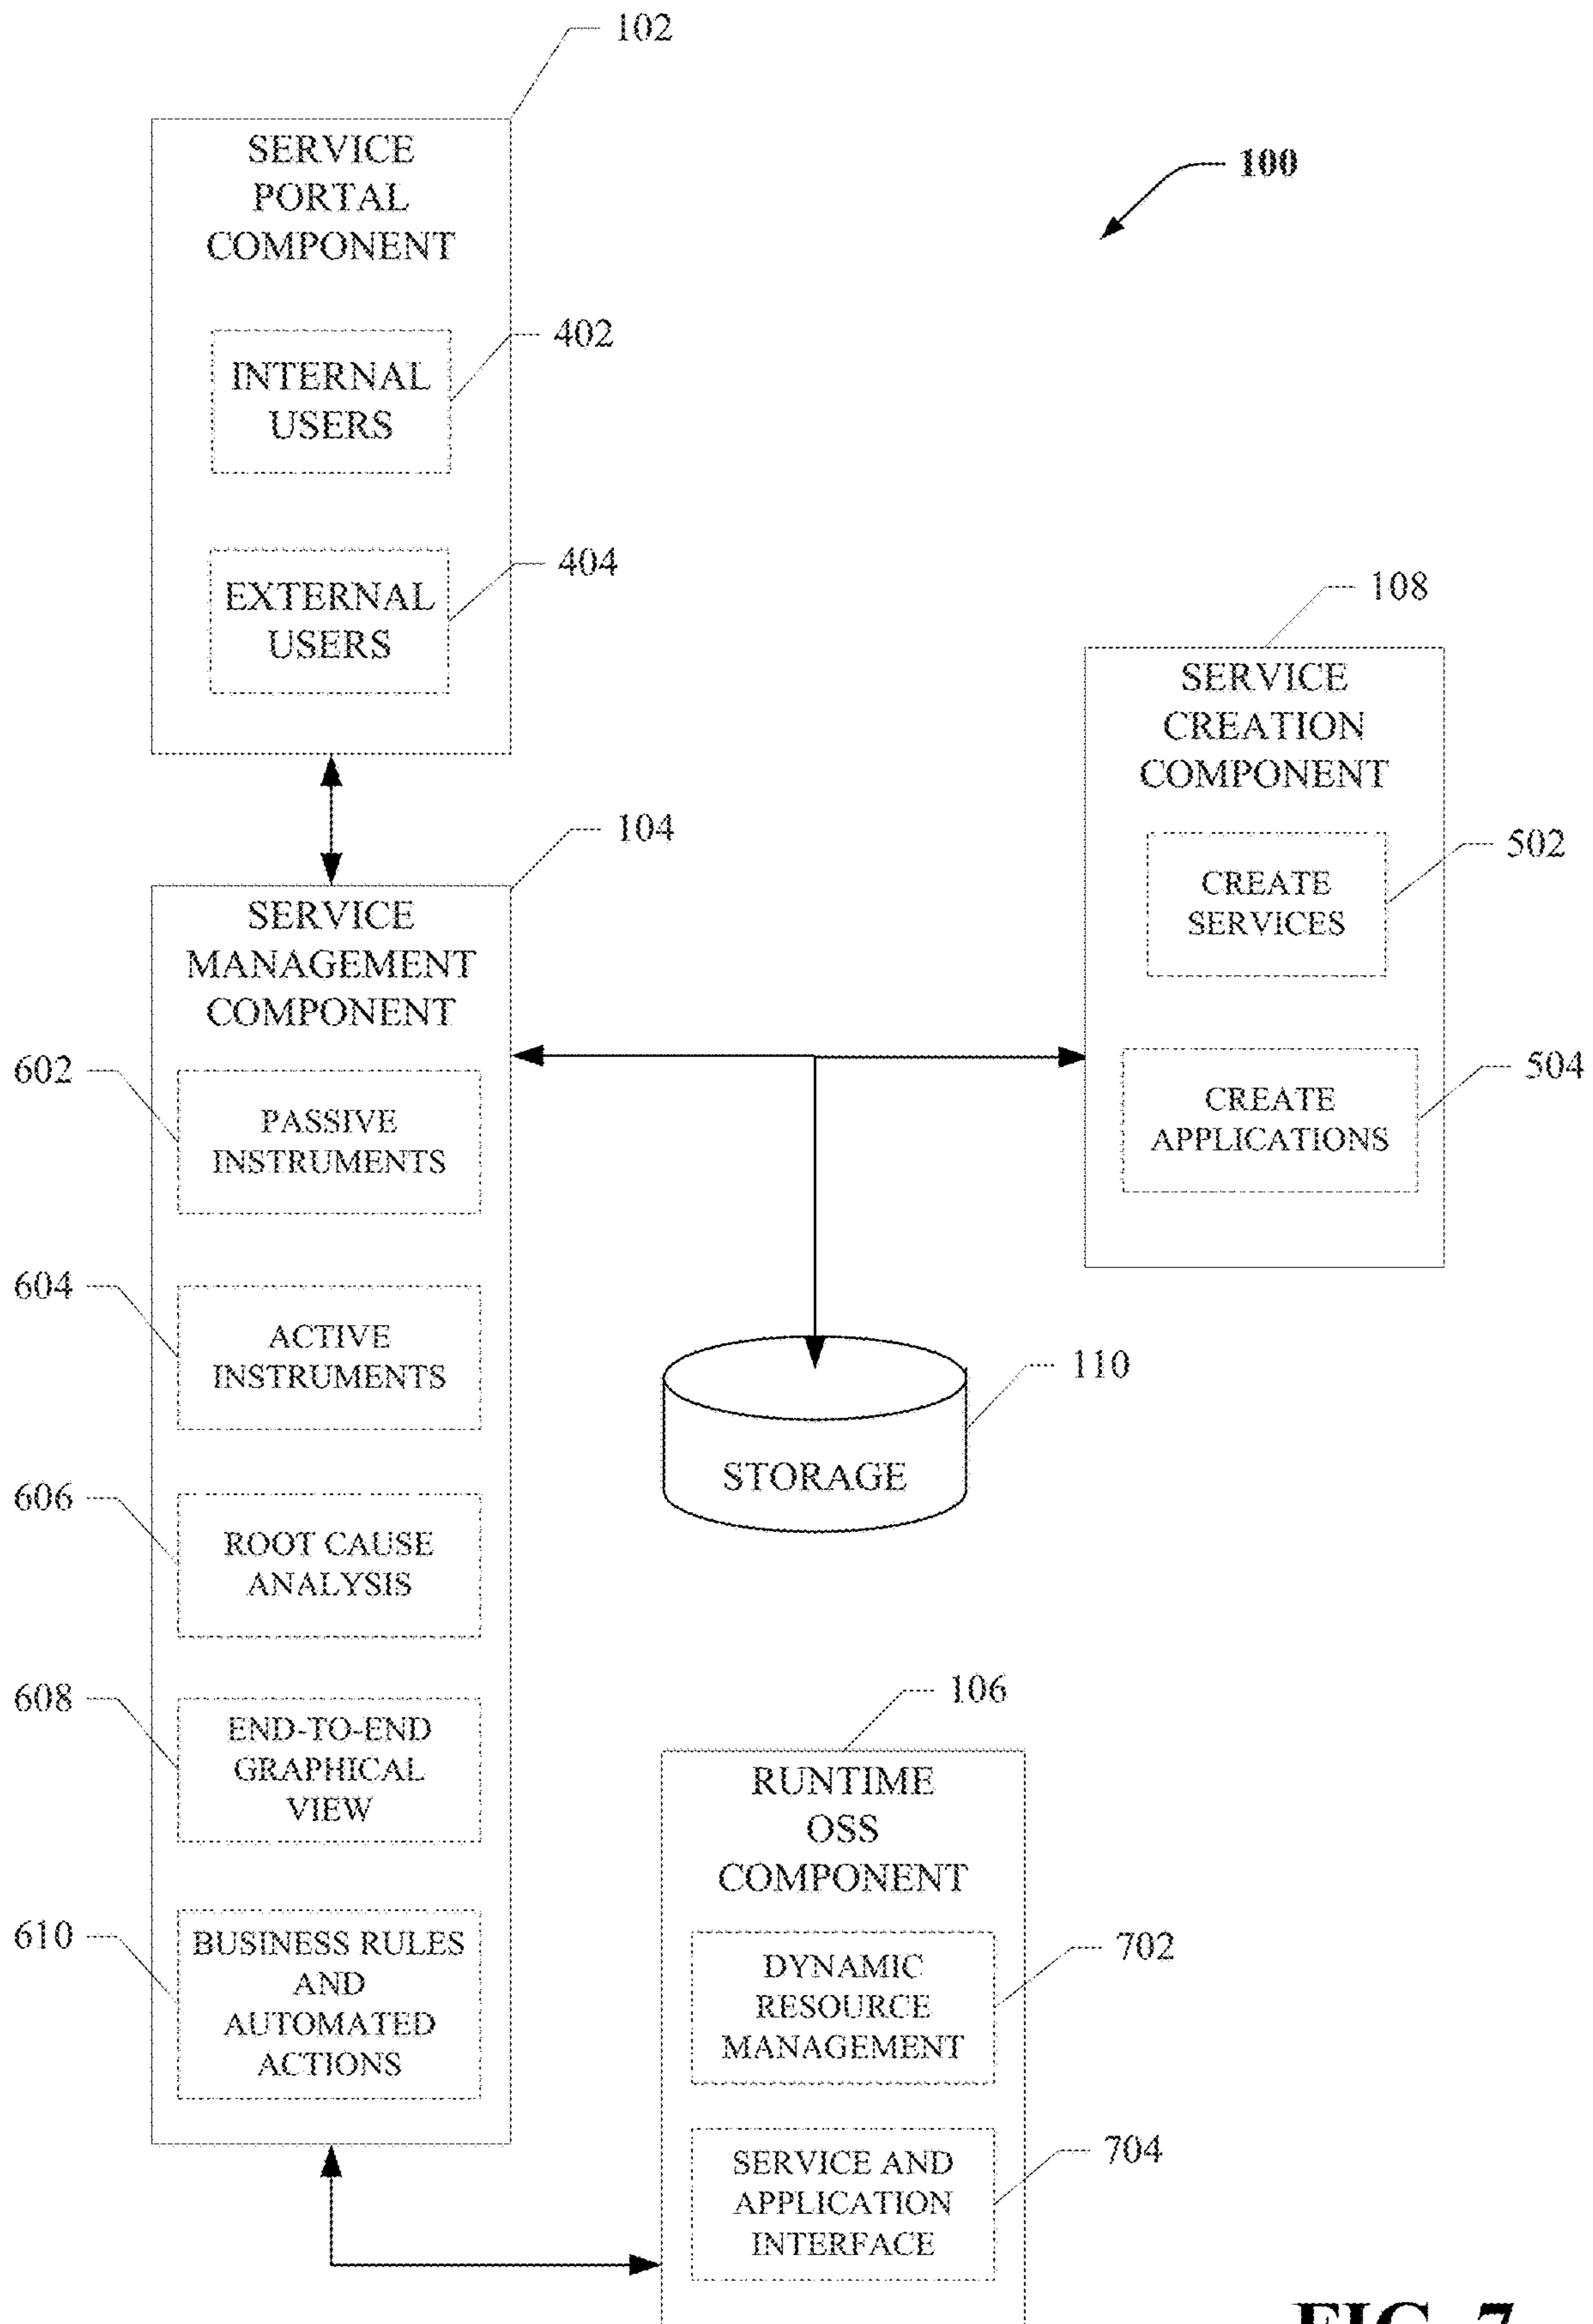 102
SERVICE
PORTAL
COMPONENT
100
402
INTERNAL
USERS
404
EXTERNAL
USERS
108
SERVICE
CREATION
COMPONENT
502
CREATE
SERVICES
504
CREATE
APPLICATIONS
104
SERVICE
MANAGEMENT
COMPONENT
602
PASSIVE
INSTRUMENTS
604
ACTIVE
INSTRUMENTS
606
ROOT CAUSE
ANALYSIS
608
END-TO-END
GRAPHICAL
VIEW
610
BUSINESS RULES
AND
AUTOMATED
ACTIONS
110
STORAGE
106
RUNTIME
OSS
COMPONENT
702
DYNAMIC
RESOURCE
MANAGEMENT
704
SERVICE AND
APPLICATION
INTERFACE
FIG. 7